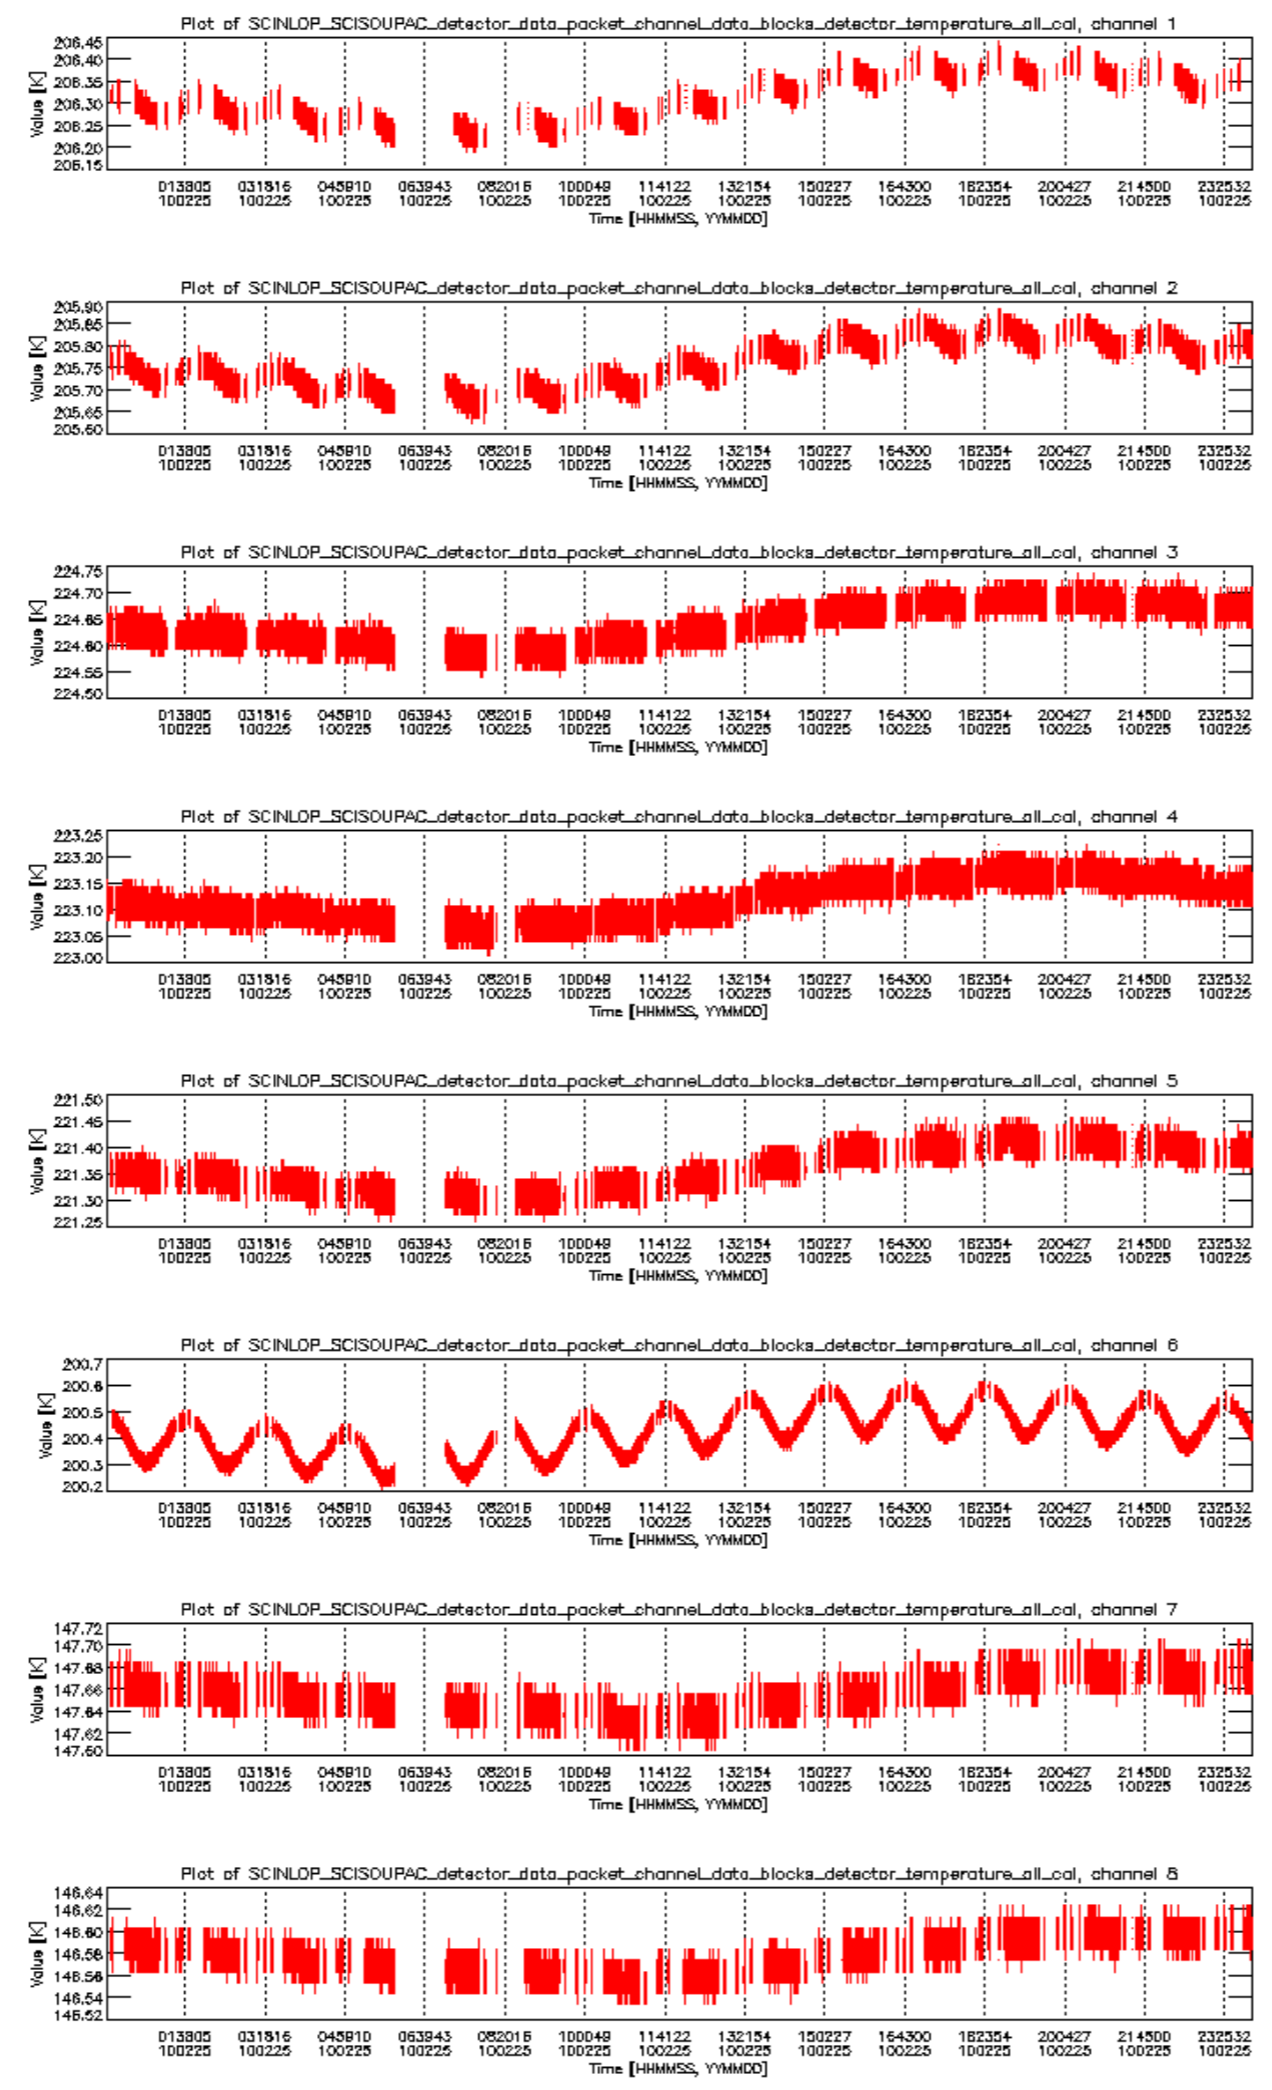 Plot of SCINLOP_SCISOUPAC_detector_data_packet_channel_data_blocks_detector_temperature_all_cal, channel 1
206.45
206.40
206.35
206.30
206.25
206.20
206.15
Value [K]
013805 031816 045910 063943 082016 100049 114122 132154 150227 164300 182354 200427 214500 232532
100225 100225 100225 100225 100225 100225 100225 100225 100225 100225 100225 100225 100225 100225
Time [HHMMSS, YYMMDD]
Plot of SCINLOP_SCISOUPAC_detector_data_packet_channel_data_blocks_detector_temperature_all_cal, channel 2
205.90
205.85
205.80
205.75
205.70
205.65
205.60
Value [K]
013805 031816 045910 063943 082016 100049 114122 132154 150227 164300 182354 200427 214500 232532
100225 100225 100225 100225 100225 100225 100225 100225 100225 100225 100225 100225 100225 100225
Time [HHMMSS, YYMMDD]
Plot of SCINLOP_SCISOUPAC_detector_data_packet_channel_data_blocks_detector_temperature_all_cal, channel 3
224.75
224.70
224.65
224.60
224.55
224.50
Value [K]
013805 031816 045910 063943 082016 100049 114122 132154 150227 164300 182354 200427 214500 232532
100225 100225 100225 100225 100225 100225 100225 100225 100225 100225 100225 100225 100225 100225
Time [HHMMSS, YYMMDD]
Plot of SCINLOP_SCISOUPAC_detector_data_packet_channel_data_blocks_detector_temperature_all_cal, channel 4
223.25
223.20
223.15
223.10
223.05
223.00
Value [K]
013805 031816 045910 063943 082016 100049 114122 132154 150227 164300 182354 200427 214500 232532
100225 100225 100225 100225 100225 100225 100225 100225 100225 100225 100225 100225 100225 100225
Time [HHMMSS, YYMMDD]
Plot of SCINLOP_SCISOUPAC_detector_data_packet_channel_data_blocks_detector_temperature_all_cal, channel 5
221.50
221.45
221.40
221.35
221.30
221.25
Value [K]
013805 031816 045910 063943 082016 100049 114122 132154 150227 164300 182354 200427 214500 232532
100225 100225 100225 100225 100225 100225 100225 100225 100225 100225 100225 100225 100225 100225
Time [HHMMSS, YYMMDD]
Plot of SCINLOP_SCISOUPAC_detector_data_packet_channel_data_blocks_detector_temperature_all_cal, channel 6
200.7
200.6
200.5
200.4
200.3
200.2
Value [K]
013805 031816 045910 063943 082016 100049 114122 132154 150227 164300 182354 200427 214500 232532
100225 100225 100225 100225 100225 100225 100225 100225 100225 100225 100225 100225 100225 100225
Time [HHMMSS, YYMMDD]
Plot of SCINLOP_SCISOUPAC_detector_data_packet_channel_data_blocks_detector_temperature_all_cal, channel 7
147.72
147.70
147.68
147.66
147.64
147.62
147.60
Value [K]
013805 031816 045910 063943 082016 100049 114122 132154 150227 164300 182354 200427 214500 232532
100225 100225 100225 100225 100225 100225 100225 100225 100225 100225 100225 100225 100225 100225
Time [HHMMSS, YYMMDD]
Plot of SCINLOP_SCISOUPAC_detector_data_packet_channel_data_blocks_detector_temperature_all_cal, channel 8
146.64
146.62
146.60
146.58
146.56
146.54
146.52
Value [K]
013805 031816 045910 063943 082016 100049 114122 132154 150227 164300 182354 200427 214500 232532
100225 100225 100225 100225 100225 100225 100225 100225 100225 100225 100225 100225 100225 100225
Time [HHMMSS, YYMMDD]